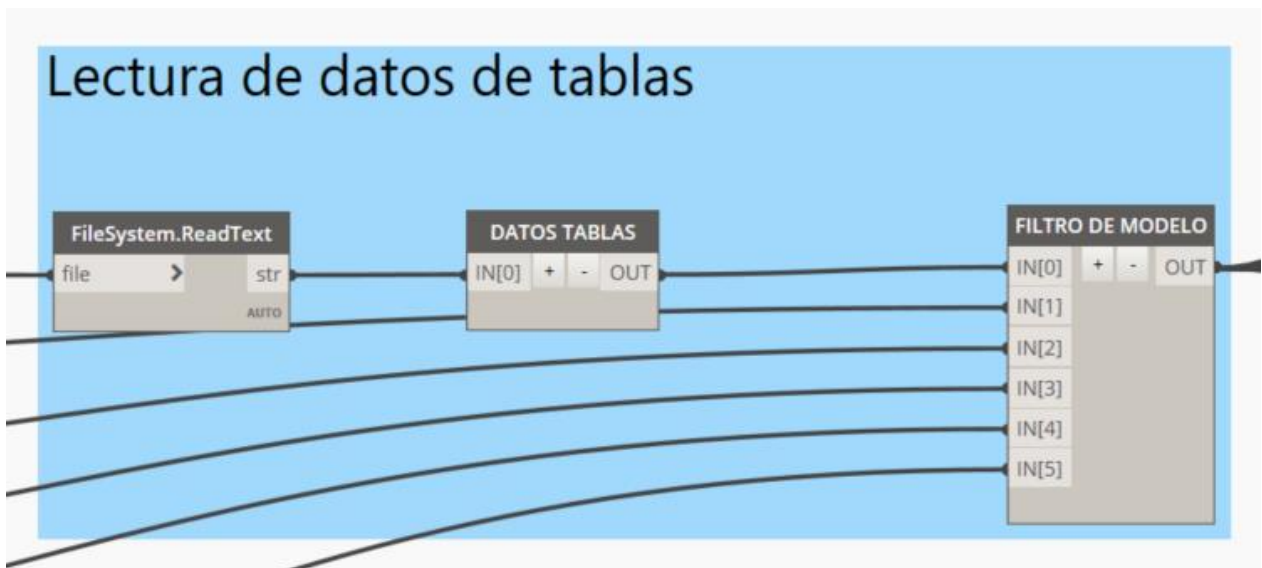 Lectura de datos de tablas
FileSystem.ReadText
file > str
AUTO
DATOS TABLAS
IN[0] + - OUT
FILTRO DE MODELO
IN[0] + - OUT
IN[1]
IN[2]
IN[3]
IN[4]
IN[5]